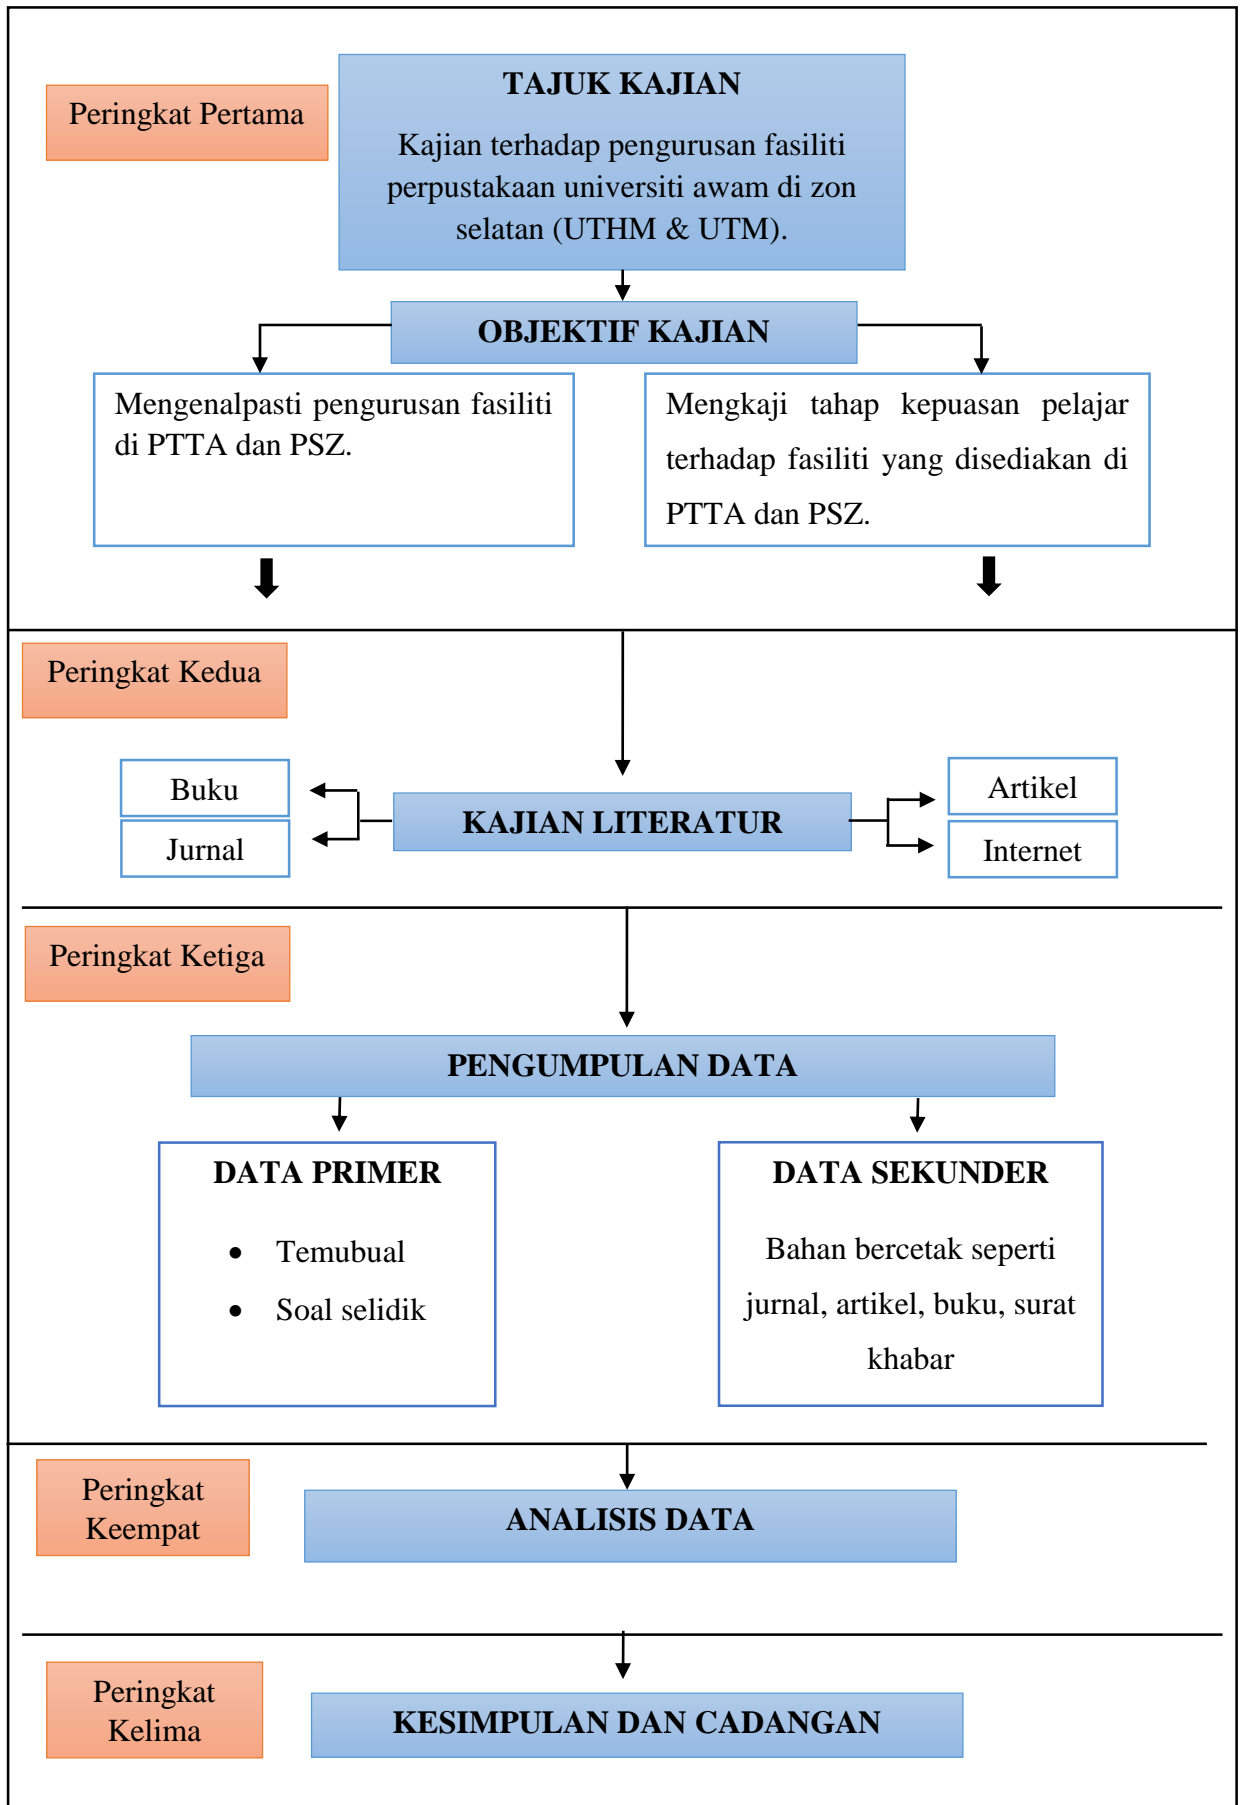 Peringkat Pertama
TAJUK KAJIAN
Kajian terhadap pengurusan fasiliti
perpustakaan universiti awam di zon
selatan (UTHM & UTM).
OBJEKTIF KAJIAN
Mengenalpasti pengurusan fasiliti
di PTTA dan PSZ.
Mengkaji tahap kepuasan pelajar
terhadap fasiliti yang disediakan di
PTTA dan PSZ.
Peringkat Kedua
Buku
Jurnal
KAJIAN LITERATUR
Artikel
Internet
Peringkat Ketiga
PENGUMPULAN DATA
DATA PRIMER
• Temubual
• Soal selidik
DATA SEKUNDER
Bahan bercetak seperti
jurnal, artikel, buku, surat
khabar
Peringkat
Keempat
ANALISIS DATA
Peringkat
Kelima
KESIMPULAN DAN CADANGAN